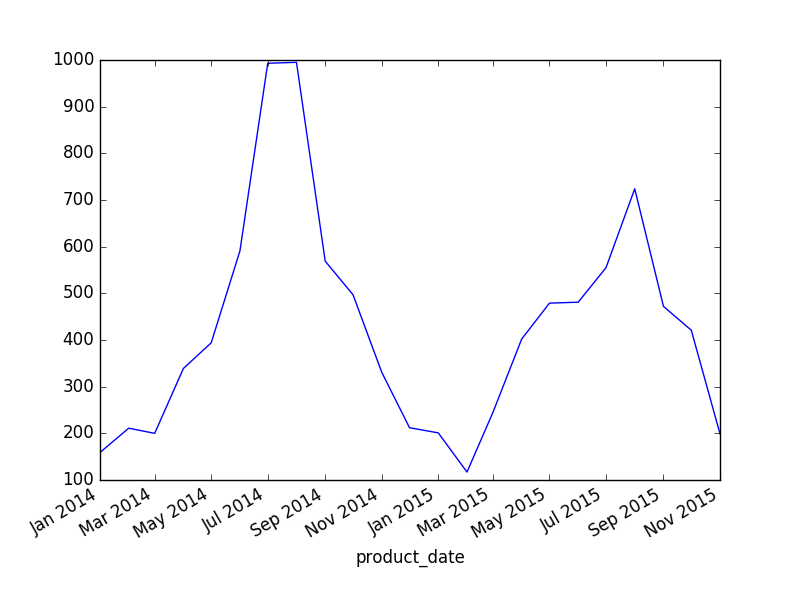 1000
900
800
700
600
500
400
300
200
100
Jan 2014
Mar 2014
May 2014
Jul 2014
Sep 2014
Nov 2014
Jan 2015
Mar 2015
May 2015
Jul 2015
Sep 2015
Nov 2015
product_date